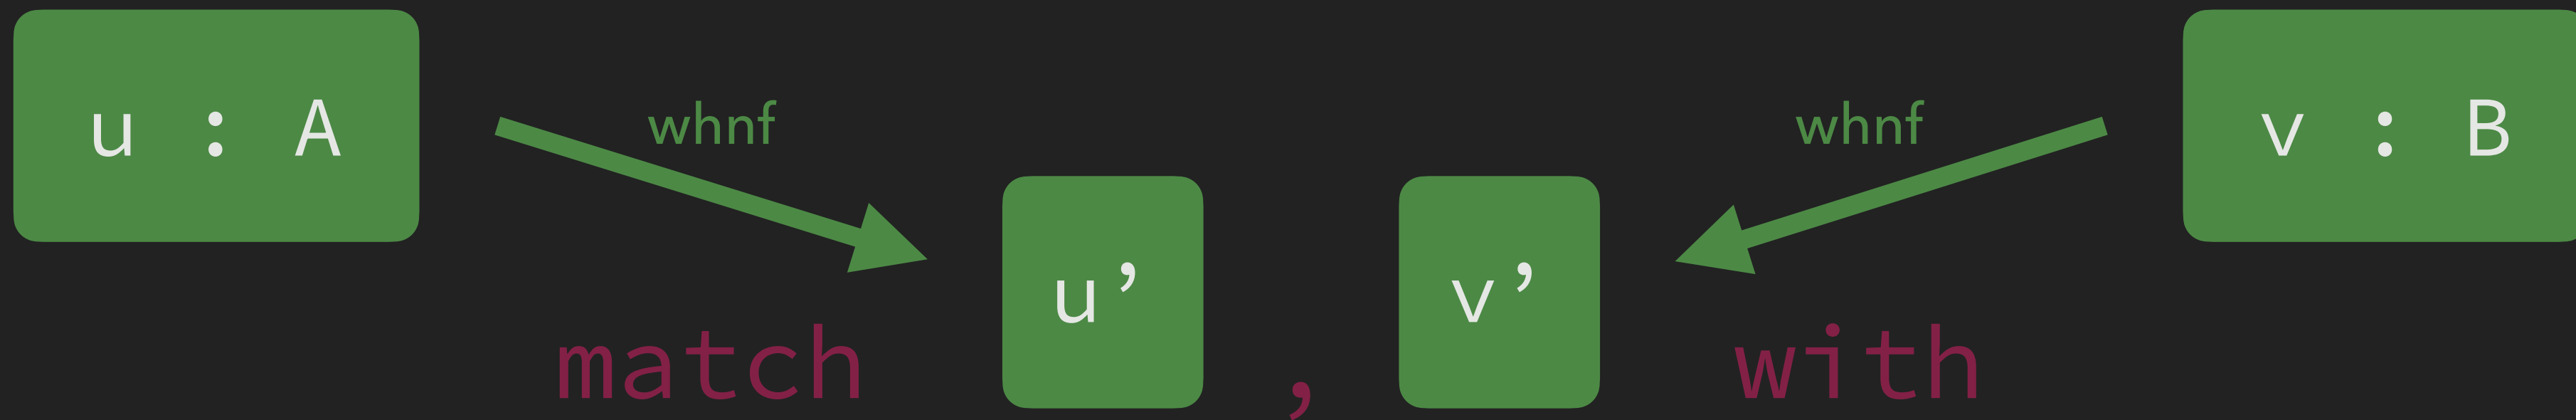 u : A
whnf
whnf
v : B
match u’ , v’ with